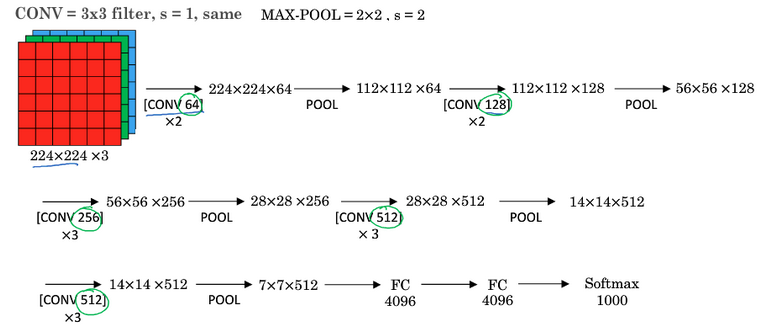 CONV = 3x3 filter, s = 1, same MAX-POOL = 2×2 , s = 2
224×224×64 112×112 ×64 112×112 ×128 56×56 ×128
[CONV 64] POOL [CONV 128] POOL
×2 ×2
224×224 ×3
56×56 ×256 28×28 ×256 28×28 ×512 14×14×512
[CONV 256] POOL [CONV 512] POOL
×3 ×3
14×14 ×512 7×7×512 FC FC Softmax
[CONV 512] POOL 4096 4096 1000
×3